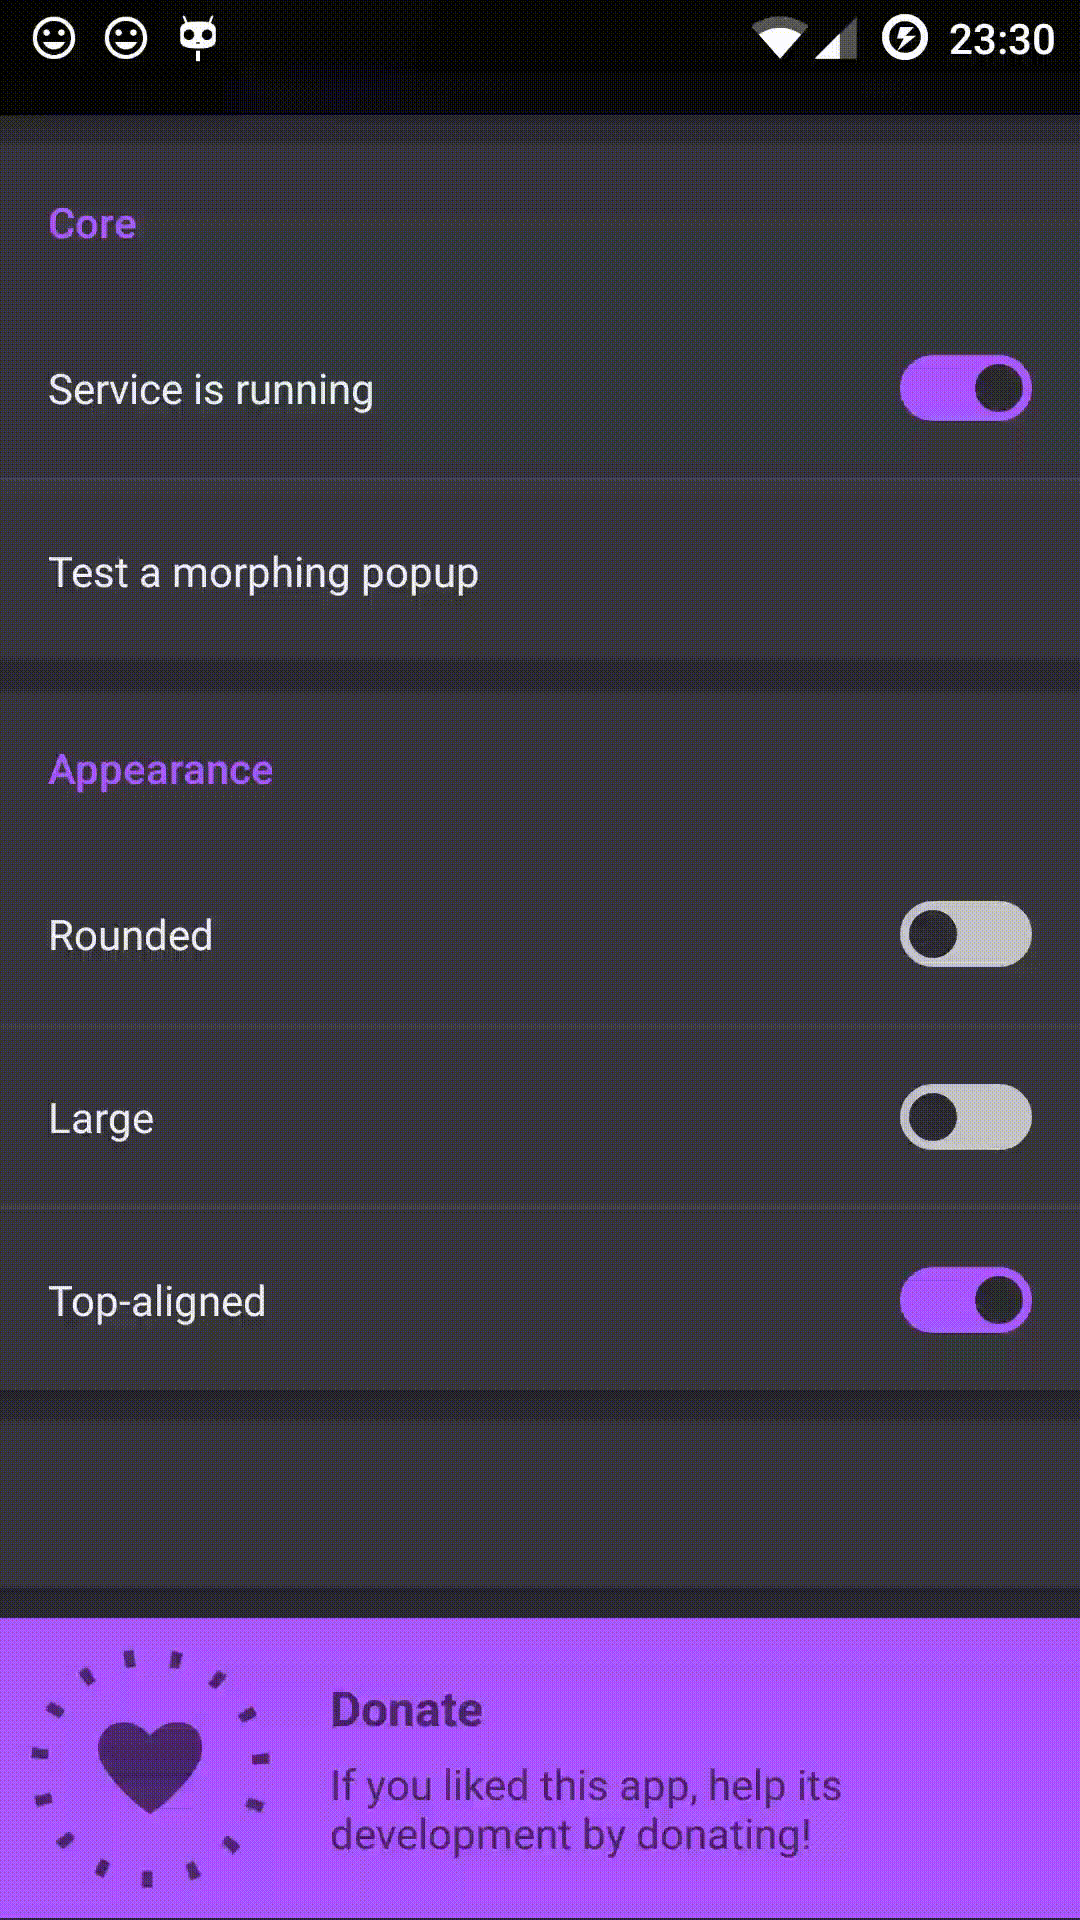 23:30
Core
Service is running
Test a morphing popup
Appearance
Rounded
Large
Top-aligned
Donate
If you liked this app, help its
development by donating!